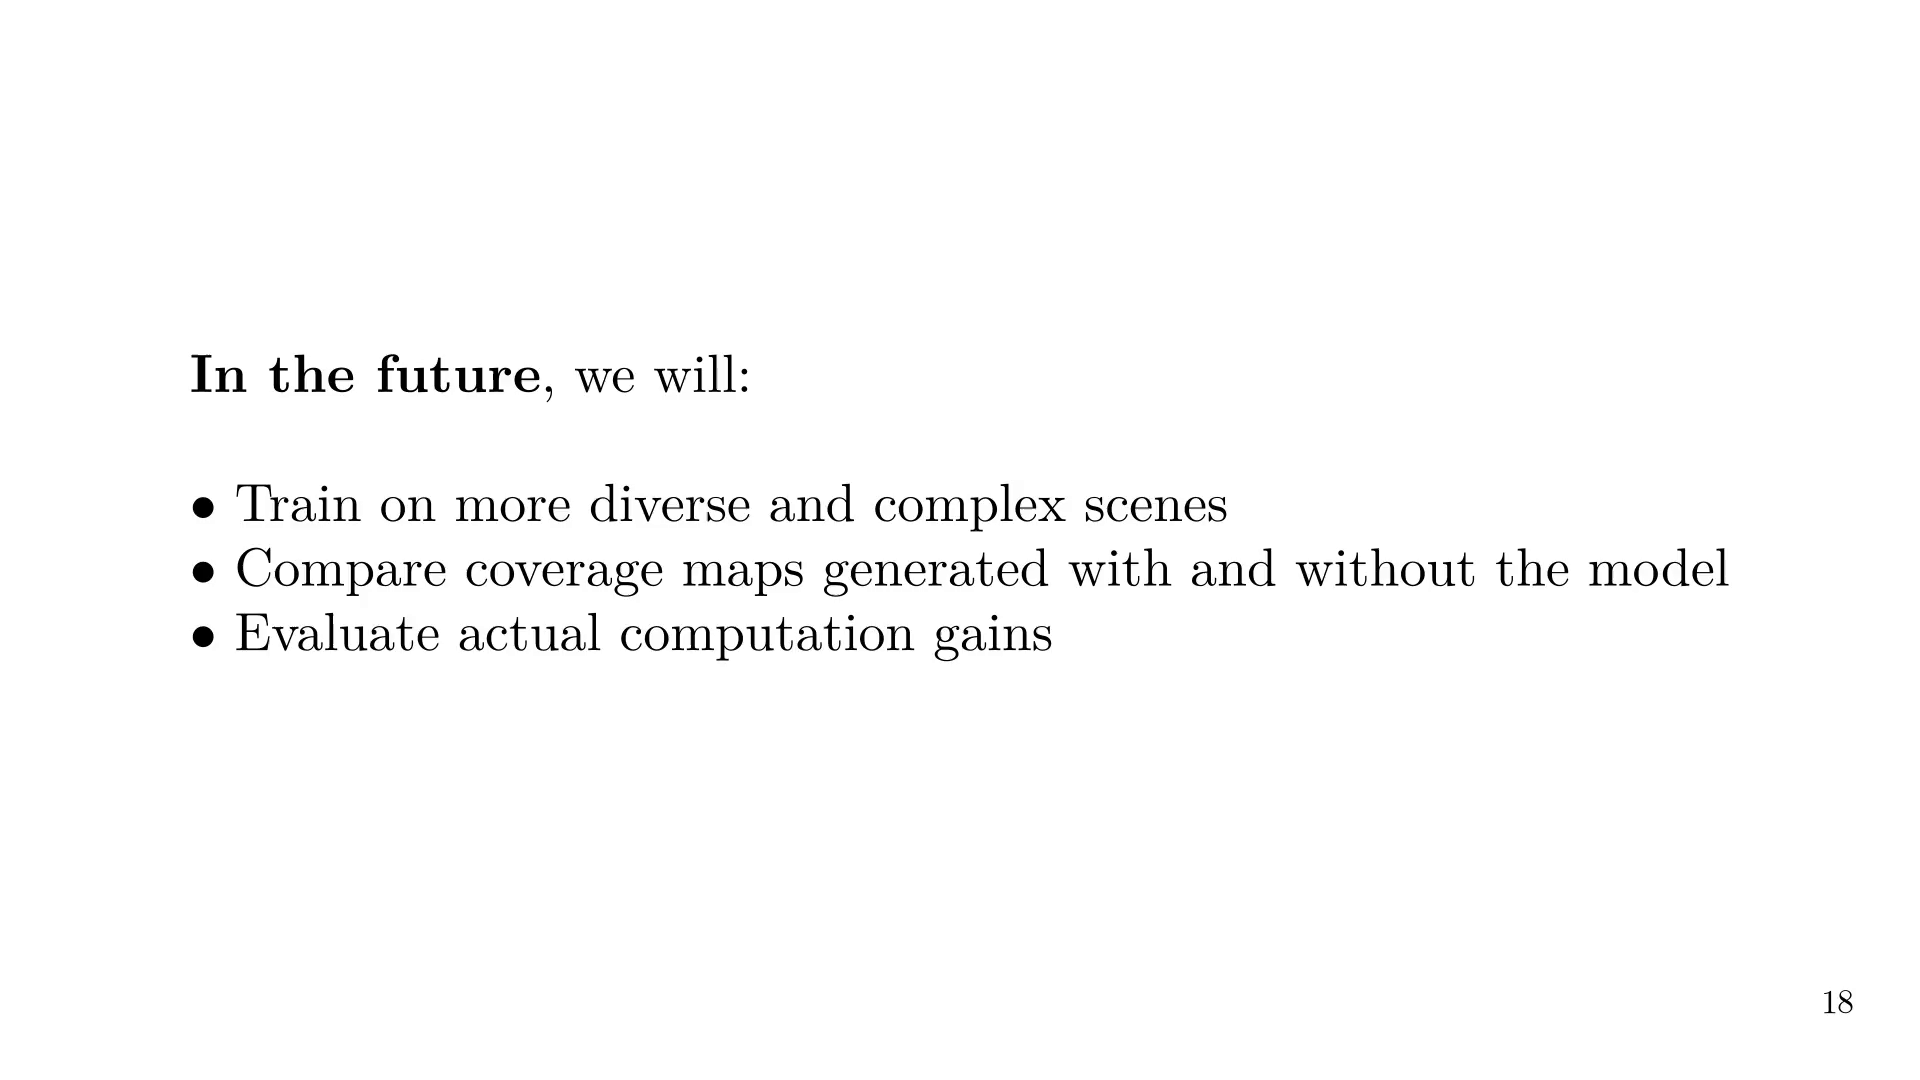 In the future, we will:
• Train on more diverse and complex scenes
• Compare coverage maps generated with and without the model
• Evaluate actual computation gains
18